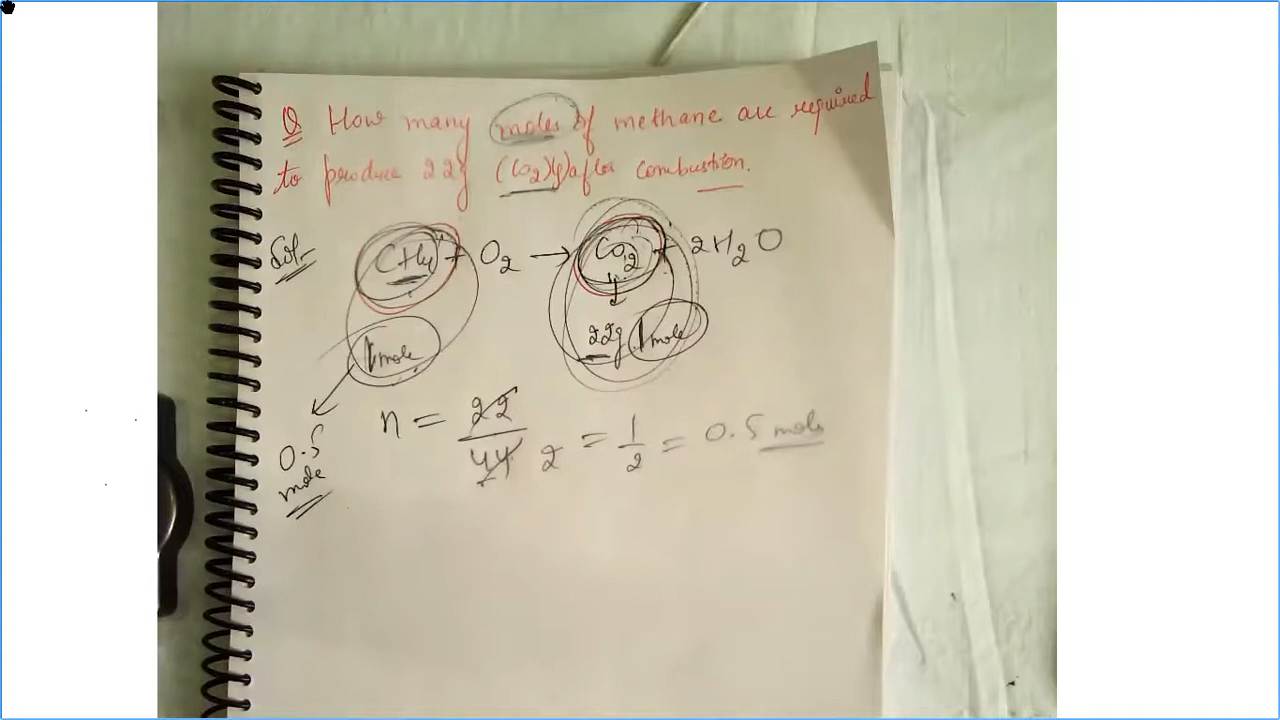 Q How many moles of methane are required
to produce 22g (CO2)(g) after combustion.
Sol. CH4 + O2 → CO2 + 2H2O
1 mole 22g 1 mole
n = 22/44 2 = 1/2 = 0.5 mole
0.5
mole